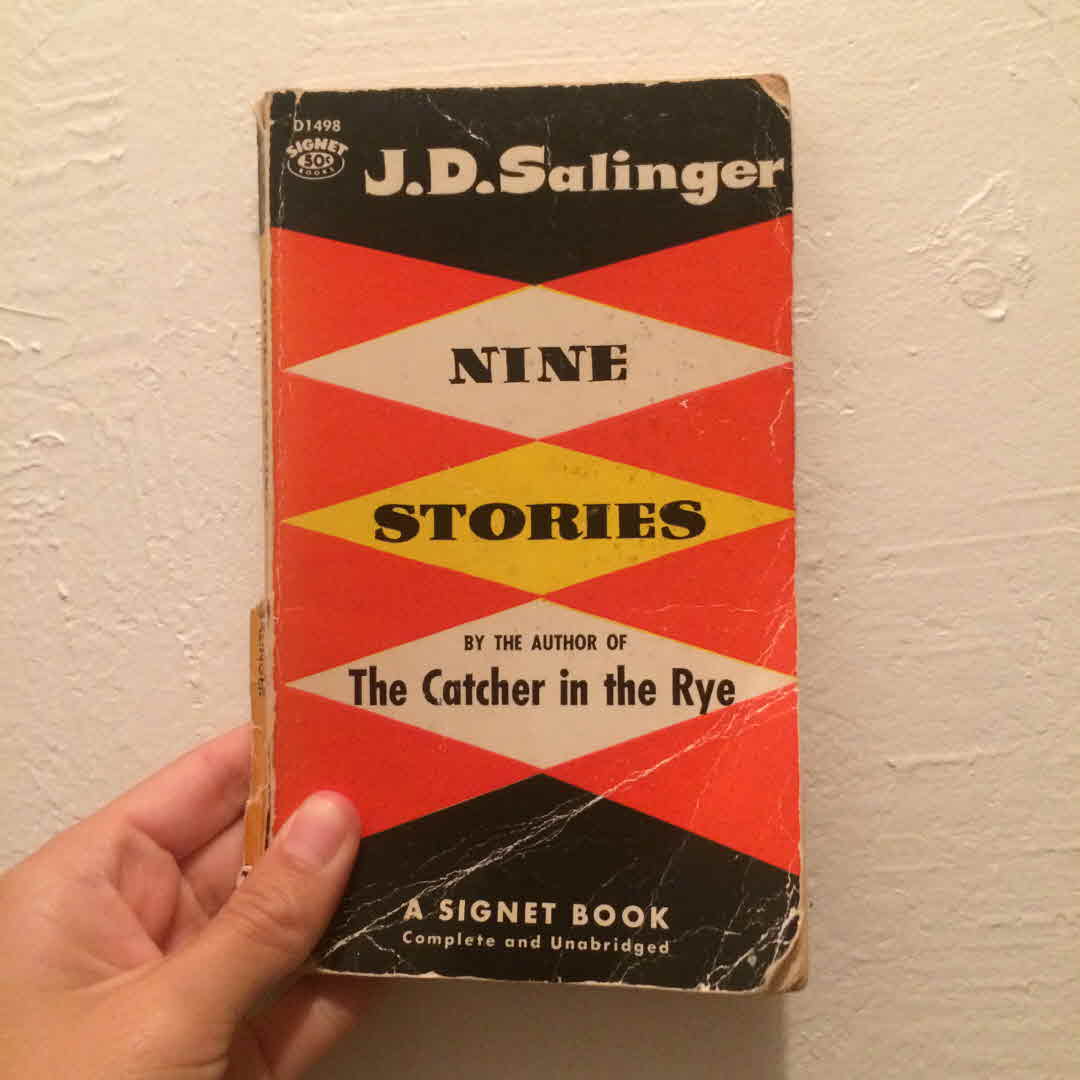 D1498
SIGNET
50¢
BOOKS
J.D.Salinger
NINE
STORIES
BY THE AUTHOR OF
The Catcher in the Rye
A SIGNET BOOK
Complete and Unabridged